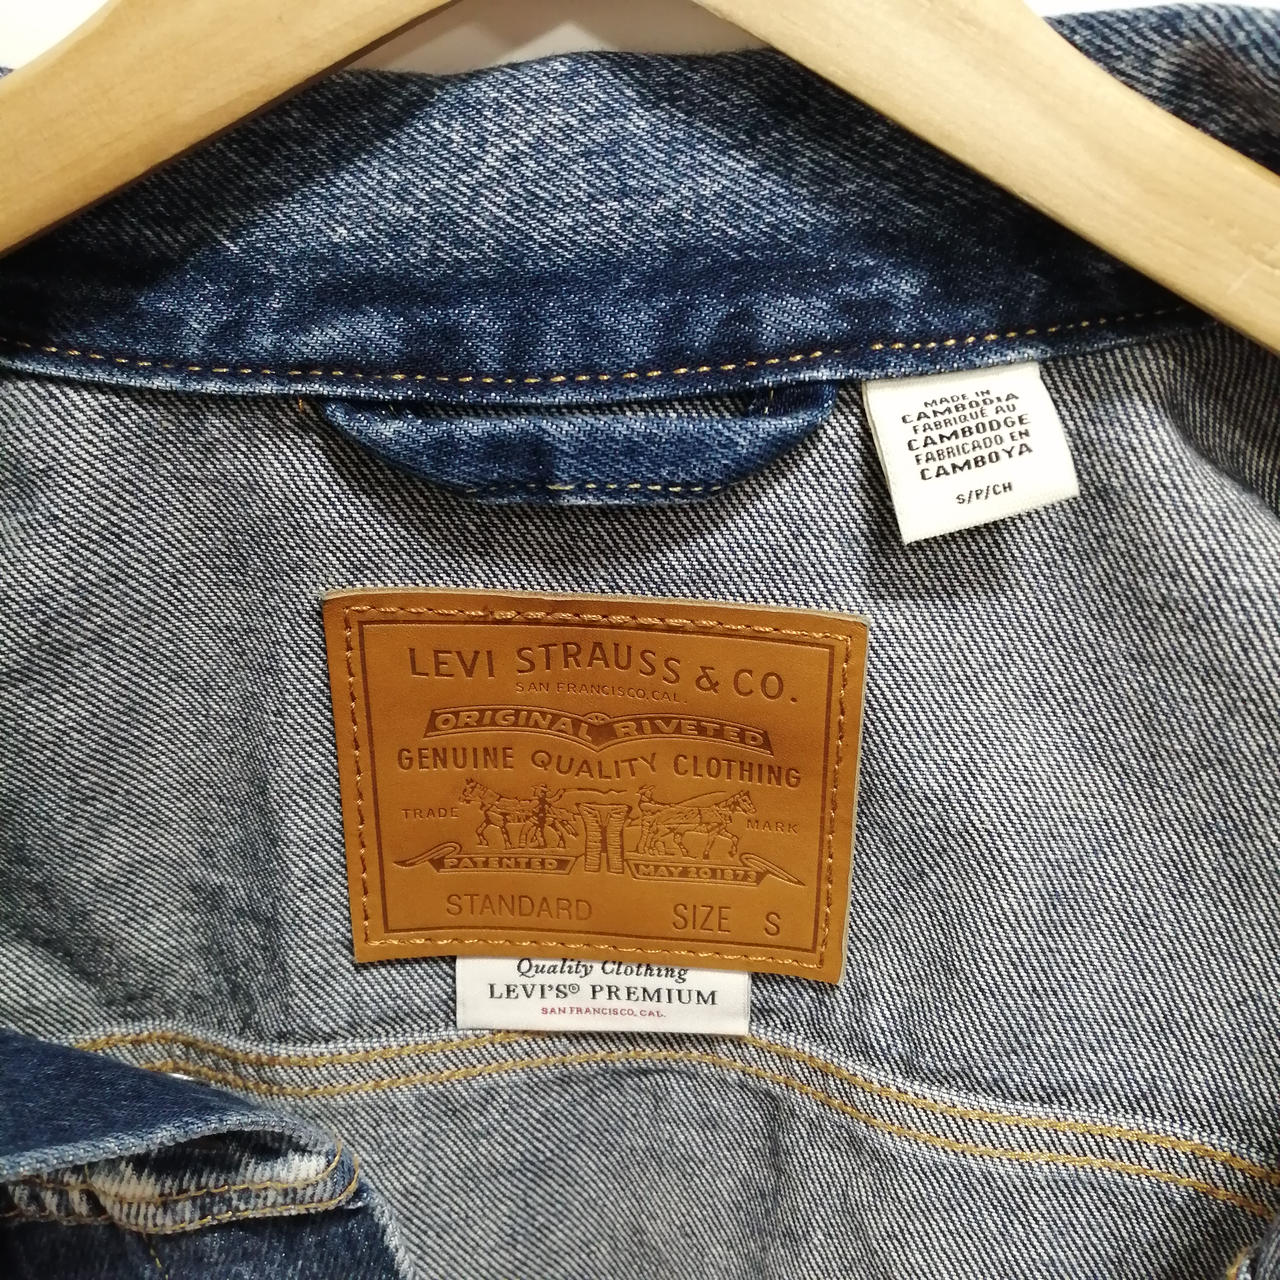 MADE IN
CAMBODIA
FABRIQUÉ AU
CAMBODGE
FABRICADO EN
CAMBOYA
S/P/CH
LEVI STRAUSS & CO.
SAN FRANCISCO, CAL.
ORIGINAL RIVETED
GENUINE QUALITY CLOTHING
TRADE MARK
PATENTED MAY 20 1873
STANDARD SIZE S
Quality Clothing
LEVI'S® PREMIUM
SAN FRANCISCO, CAL.